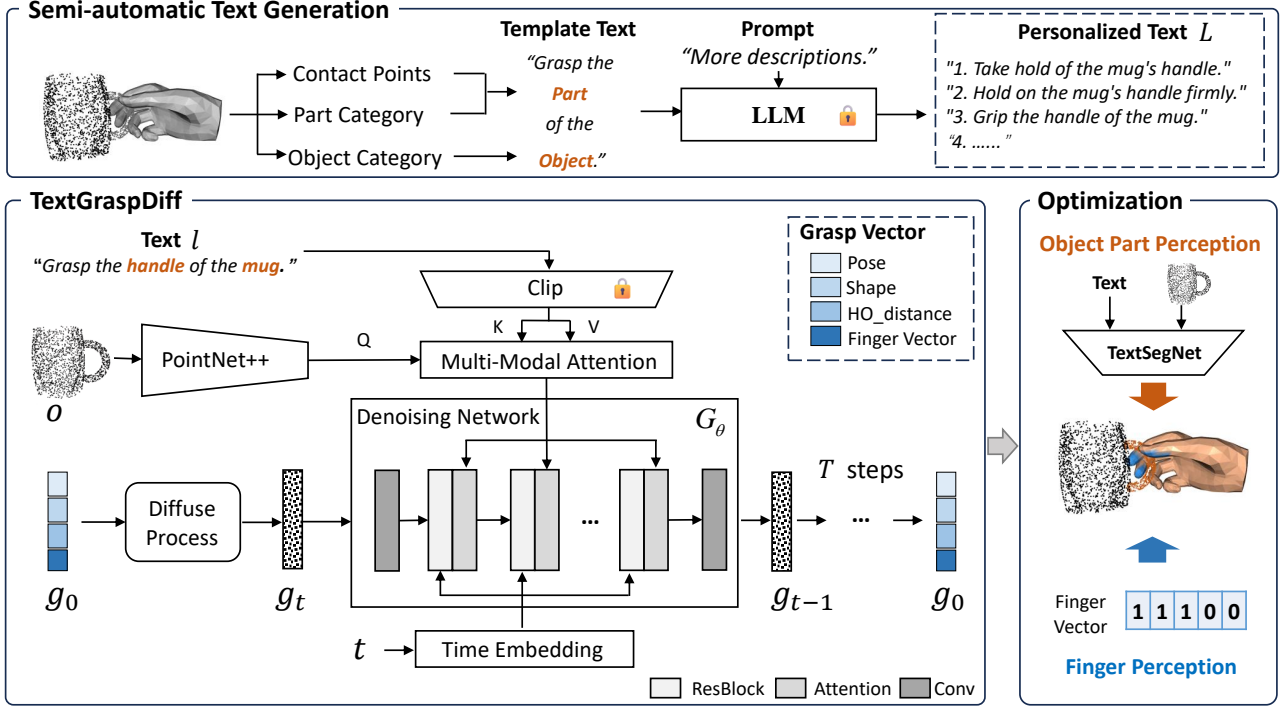 Semi-automatic Text Generation
Contact Points
Part Category
Object Category
Template Text
“Grasp the
Part
of the
Object.”
Prompt
“More descriptions.”
LLM
Personalized Text L
"1. Take hold of the mug's handle."
"2. Hold on the mug's handle firmly."
"3. Grip the handle of the mug."
“4. …... ”
TextGraspDiff
Text l
“Grasp the handle of the mug. ”
Clip
K V
PointNet++
Q
Multi-Modal Attention
o
Grasp Vector
Pose
Shape
HO_distance
Finger Vector
Denoising Network
Gθ
Diffuse
Process
...
T steps
...
g0
gt
gt−1
g0
t
Time Embedding
ResBlock
Attention
Conv
Optimization
Object Part Perception
Text
TextSegNet
Finger
Vector
1 1 1 0 0
Finger Perception